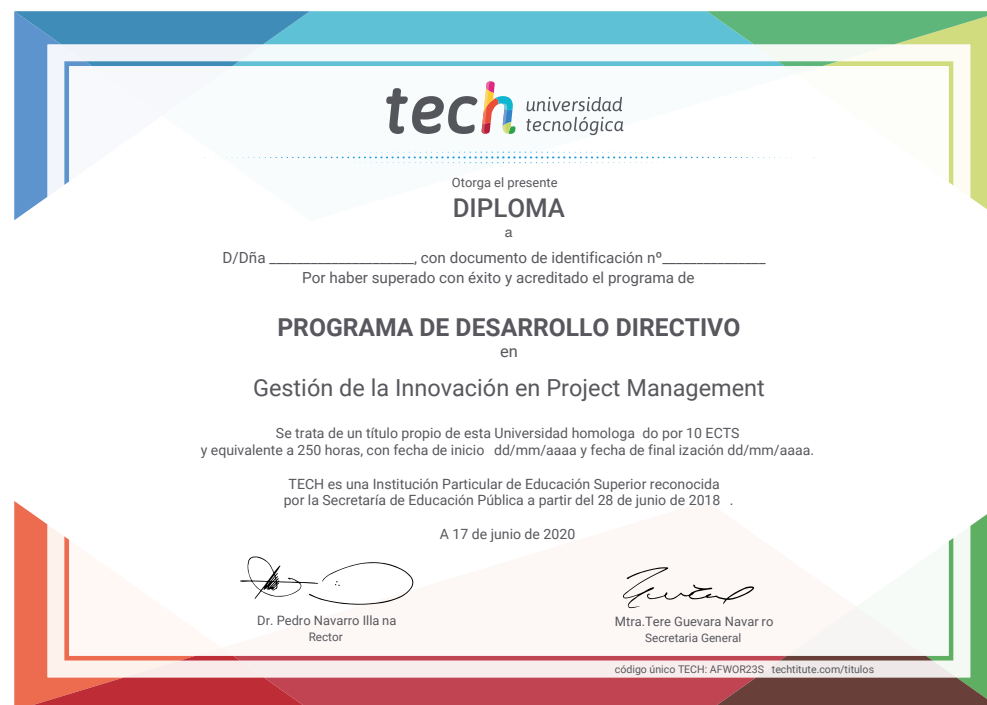 tech universidad
tecnológica
Otorga el presente
DIPLOMA
a
D/Dña ____________________, con documento de identificación nº______________
Por haber superado con éxito y acreditado el programa de
PROGRAMA DE DESARROLLO DIRECTIVO
en
Gestión de la Innovación en Project Management
Se trata de un título propio de esta Universidad homologa do por 10 ECTS
y equivalente a 250 horas, con fecha de inicio dd/mm/aaaa y fecha de final ización dd/mm/aaaa.
TECH es una Institución Particular de Educación Superior reconocida
por la Secretaría de Educación Pública a partir del 28 de junio de 2018 .
A 17 de junio de 2020
Dr. Pedro Navarro Illa na
Rector
Mtra.Tere Guevara Navar ro
Secretaria General
código único TECH: AFWOR23S techtitute.com/titulos